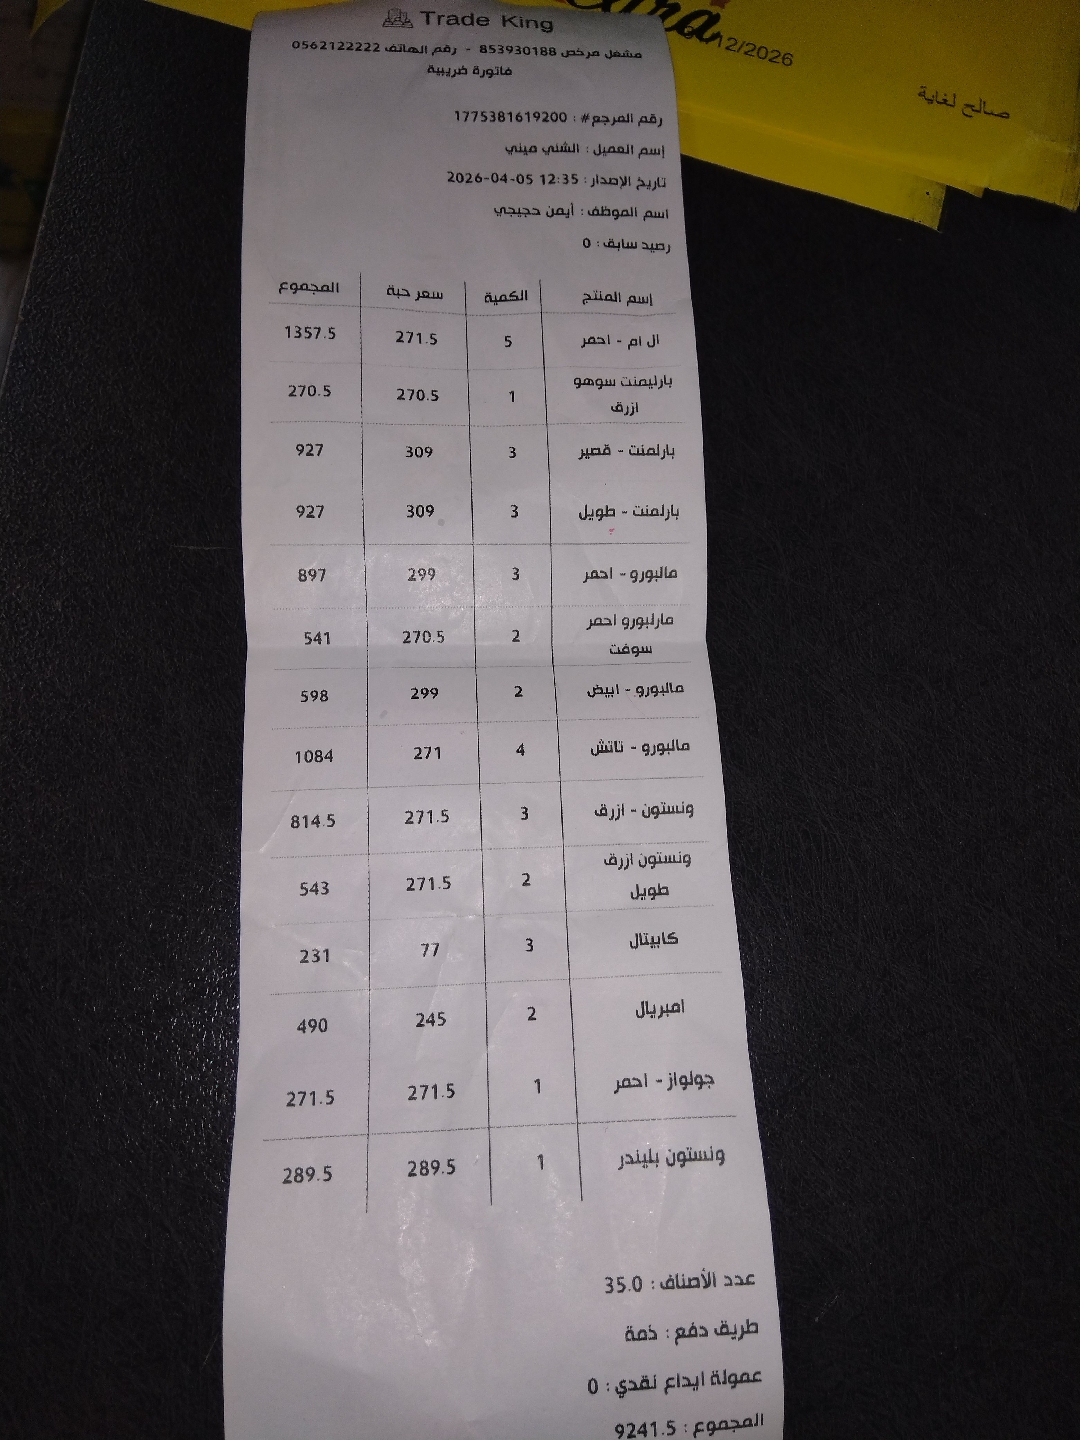 Trade King
مشغل مرخص 853930188 - رقم الهاتف 0562122222
فاتورة ضريبية
رقم المرجع# : 1775381619200
إسم العميل : الشني ميني
تاريخ الإصدار : 12:35 2026-04-05
اسم الموظف : أيمن حجيجي
رصيد سابق : 0
إسم المنتج الكمية سعر حبة المجموع
ال ام - احمر 5 271.5 1357.5
بارليمنت سوهو ازرق 1 270.5 270.5
بارلمنت - قصير 3 309 927
بارلمنت - طويل 3 309 927
مالبورو - احمر 3 299 897
مارلبورو احمر سوفت 2 270.5 541
مالبورو - ابيض 2 299 598
مالبورو - تاتش 4 271 1084
ونستون - ازرق 3 271.5 814.5
ونستون ازرق طويل 2 271.5 543
كابيتال 3 77 231
امبريال 2 245 490
جولواز - احمر 1 271.5 271.5
ونستون بليندر 1 289.5 289.5
عدد الأصناف : 35.0
طريق دفع : ذمة
عمولة ايداع نقدي : 0
المجموع : 9241.5
12/2026
صالح لغاية